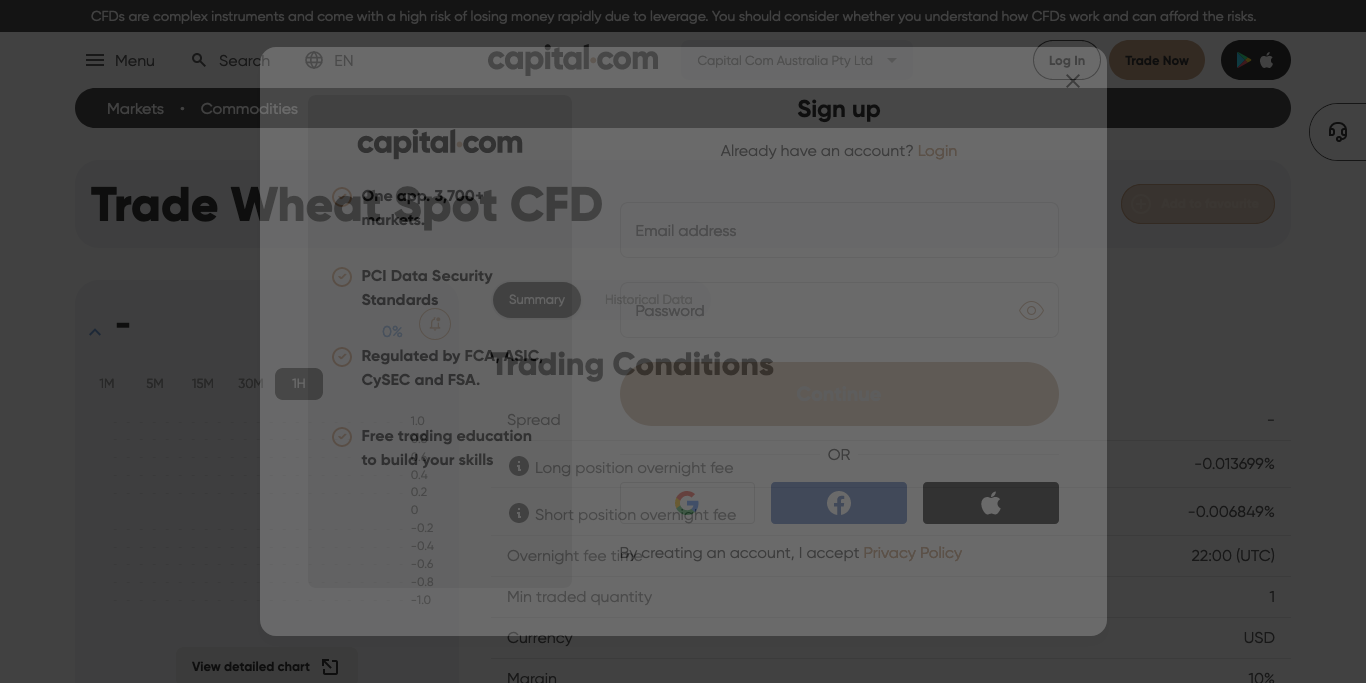 CFDs are complex instruments and come with a high risk of losing money rapidly due to leverage. You should consider whether you understand how CFDs work and can afford the risks.
Menu
Search
EN
capital.com
Capital Com Australia Pty Ltd
Log In
Trade Now
Markets • Commodities
Trade Wheat Spot CFD
Add to favourite
-
0%
1M
5M
15M
30M
1H
1.0
0.4
0.2
0
-0.2
-0.4
-0.6
-0.8
-1.0
View detailed chart
Summary
Historical Data
Trading Conditions
Spread -
Long position overnight fee -0.013699%
Short position overnight fee -0.006849%
Overnight fee time 22:00 (UTC)
Min traded quantity 1
Currency USD
Margin 10%
capital.com
One app. 3,700+
markets.
PCI Data Security
Standards
Regulated by FCA, ASIC,
CySEC and FSA.
Free trading education
to build your skills
Sign up
Already have an account? Login
Email address
Password
Continue
OR
By creating an account, I accept Privacy Policy